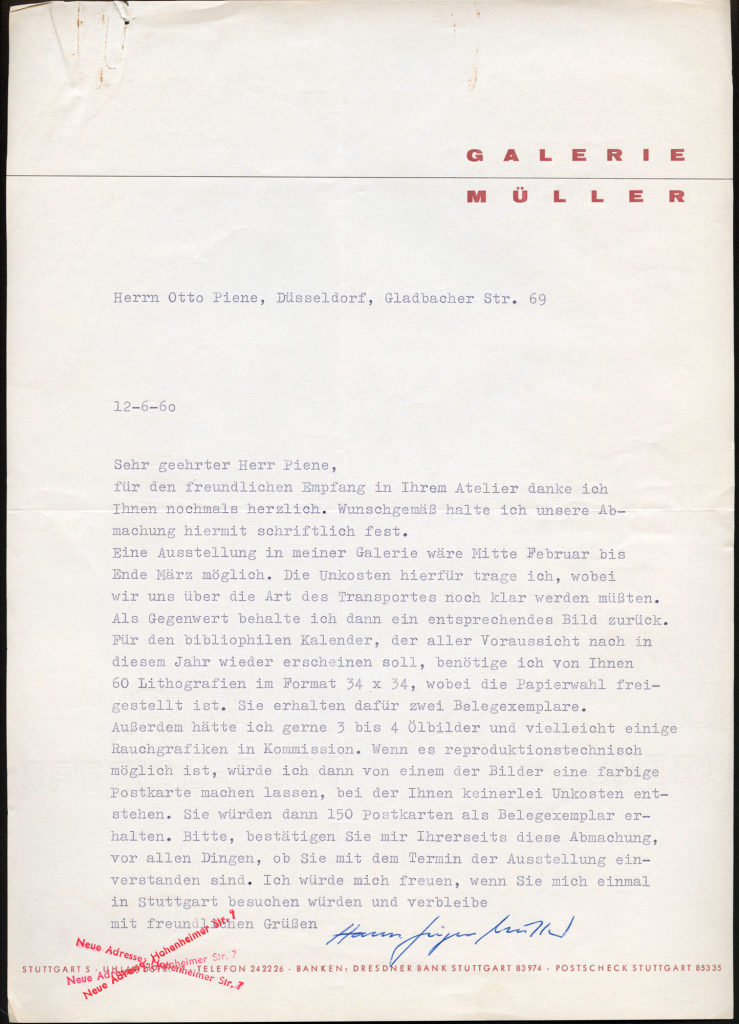 GALERIE
MÜLLER
Herrn Otto Piene, Düsseldorf, Gladbacher Str. 69
12-6-60
Sehr geehrter Herr Piene,
für den freundlichen Empfang in Ihrem Atelier danke ich
Ihnen nochmals herzlich. Wunschgemäß halte ich unsere Ab-
machung hiermit schriftlich fest.
Eine Ausstellung in meiner Galerie wäre Mitte Februar bis
Ende März möglich. Die Unkosten hierfür trage ich, wobei
wir uns über die Art des Transportes noch klar werden müßten.
Als Gegenwert behalte ich dann ein entsprechendes Bild zurück.
Für den bibliophilen Kalender, der aller Voraussicht nach in
diesem Jahr wieder erscheinen soll, benötige ich von Ihnen
60 Lithografien im Format 34 x 34, wobei die Papierwahl frei-
gestellt ist. Sie erhalten dafür zwei Belegexemplare.
Außerdem hätte ich gerne 3 bis 4 Ölbilder und vielleicht einige
Rauchgrafiken in Kommission. Wenn es reproduktionstechnisch
möglich ist, würde ich dann von einem der Bilder eine farbige
Postkarte machen lassen, bei der Ihnen keinerlei Unkosten ent-
stehen. Sie würden dann 150 Postkarten als Belegexemplar er-
halten. Bitte, bestätigen Sie mir Ihrerseits diese Abmachung,
vor allen Dingen, ob Sie mit dem Termin der Ausstellung ein-
verstanden sind. Ich würde mich freuen, wenn Sie mich einmal
in Stuttgart besuchen würden und verbleibe
mit freundlichen Grüßen
Hans Jürgen Müller
Neue Adresse: Hohenheimer Str. 7
Neue Adresse: Hohenheimer Str. 7
Neue Adresse: Hohenheimer Str. 7
STUTTGART S · TELEFON 242226 · BANKEN: DRESDNER BANK STUTTGART 83974 · POSTSCHECK STUTTGART 85335